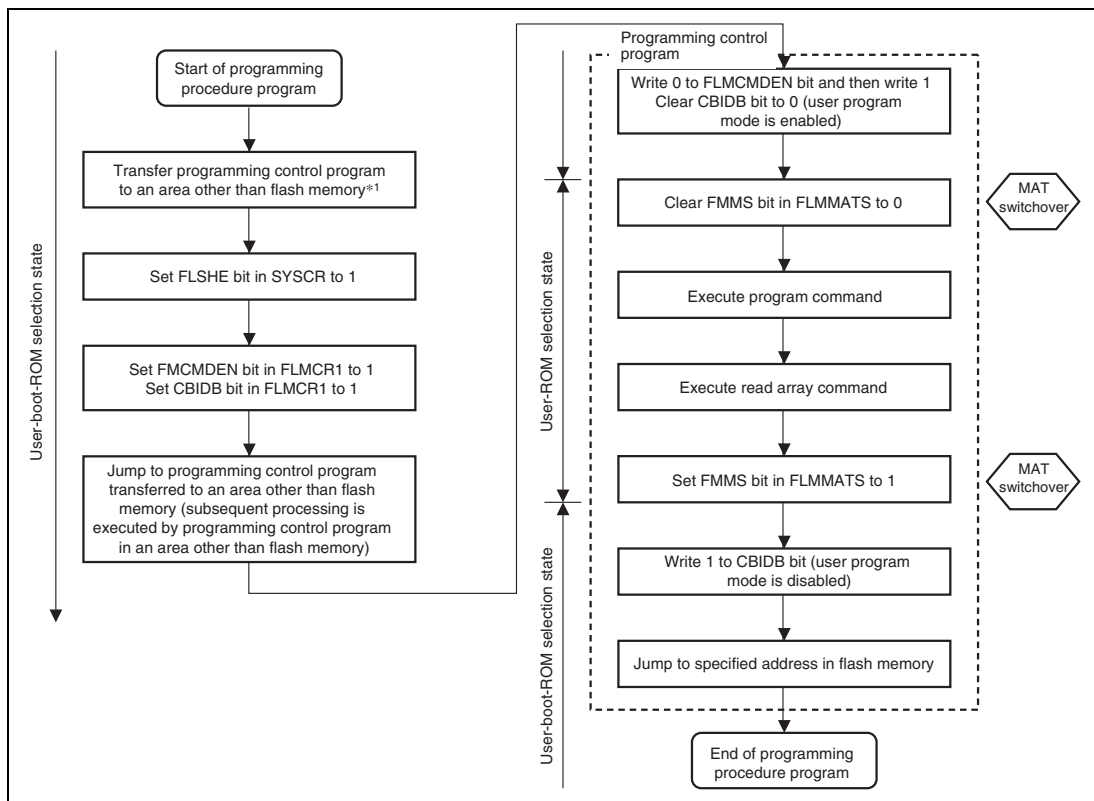 Start of programming
procedure program
Transfer programming control program
to an area other than flash memory*1
Set FLSHE bit in SYSCR to 1
Set FMCMDEN bit in FLMCR1 to 1
Set CBIDB bit in FLMCR1 to 1
Jump to programming control program
transferred to an area other than flash
memory (subsequent processing is
executed by programming control program
in an area other than flash memory)
User-boot-ROM selection state
Programming control
program
Write 0 to FLMCMDEN bit and then write 1
Clear CBIDB bit to 0 (user program
mode is enabled)
Clear FMMS bit in FLMMATS to 0
MAT
switchover
Execute program command
Execute read array command
Set FMMS bit in FLMMATS to 1
MAT
switchover
Write 1 to CBIDB bit (user program
mode is disabled)
Jump to specified address in flash memory
End of programming
procedure program
User-ROM selection state
User-boot-ROM selection state